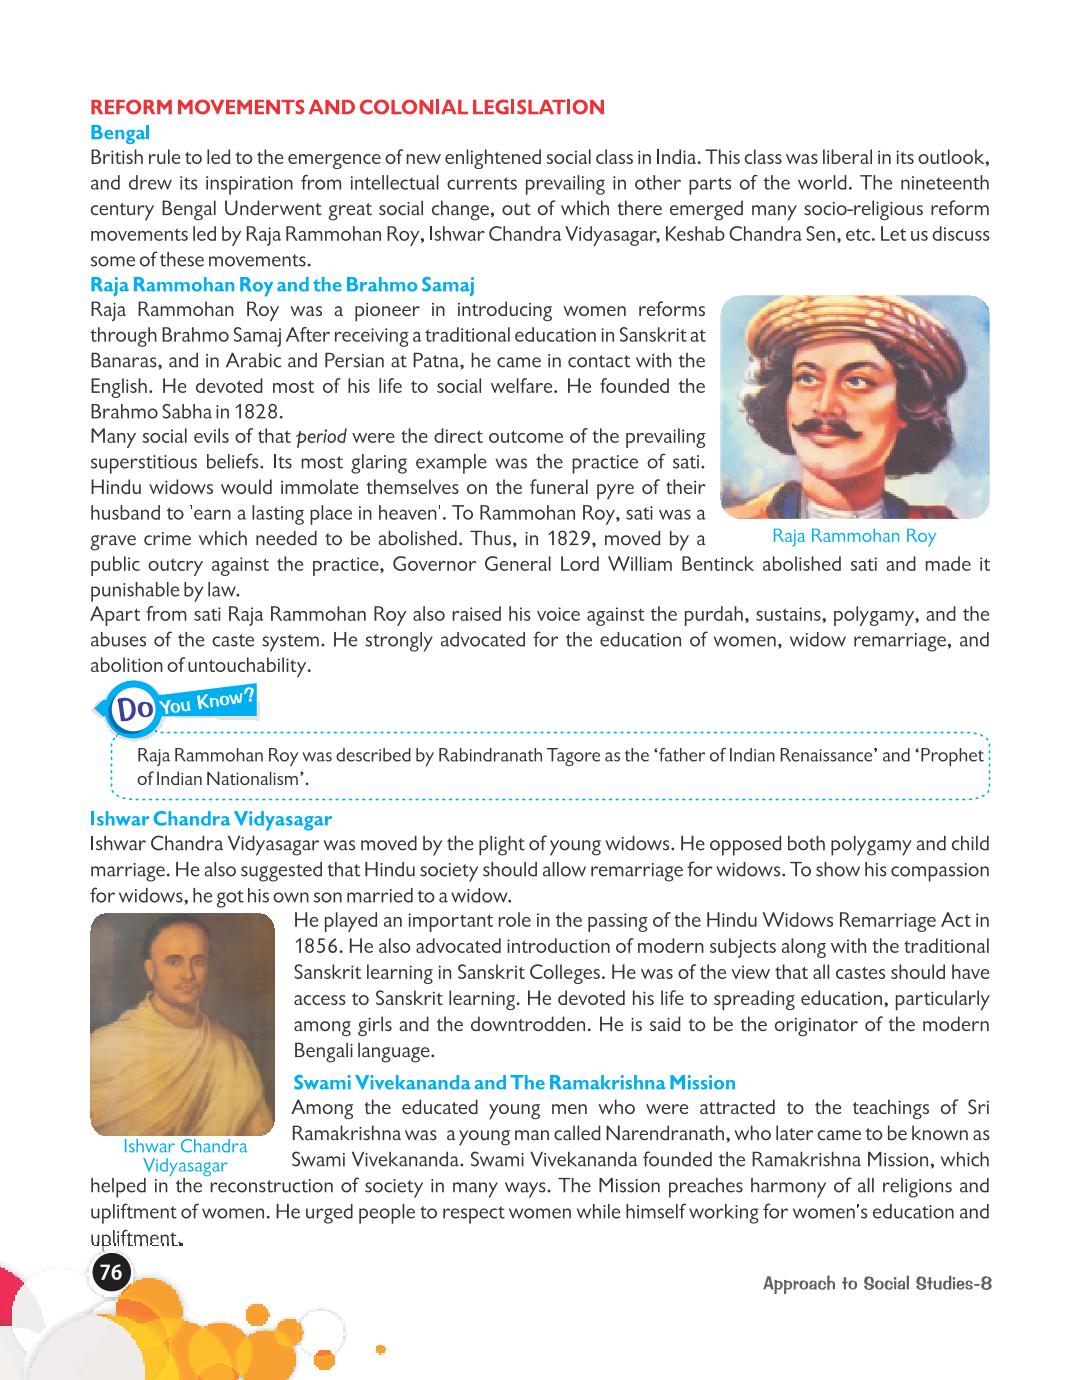 REFORM MOVEMENTS AND COLONIAL LEGISLATION
Bengal
British rule to led to the emergence of new enlightened social class in India. This class was liberal in its outlook,
and drew its inspiration from intellectual currents prevailing in other parts of the world. The nineteenth
century Bengal Underwent great social change, out of which there emerged many socio-religious reform
movements led by Raja Rammohan Roy, Ishwar Chandra Vidyasagar, Keshab Chandra Sen, etc. Let us discuss
some of these movements.
Raja Rammohan Roy and the Brahmo Samaj
Raja Rammohan Roy was a pioneer in introducing women reforms
through Brahmo Samaj After receiving a traditional education in Sanskrit at
Banaras, and in Arabic and Persian at Patna, he came in contact with the
English. He devoted most of his life to social welfare. He founded the
Brahmo Sabha in 1828.
Many social evils of that period were the direct outcome of the prevailing
superstitious beliefs. Its most glaring example was the practice of sati.
Hindu widows would immolate themselves on the funeral pyre of their
husband to 'earn a lasting place in heaven'. To Rammohan Roy, sati was a
grave crime which needed to be abolished. Thus, in 1829, moved by a
Raja Rammohan Roy
public outcry against the practice, Governor General Lord William Bentinck abolished sati and made it
punishable by law.
Apart from sati Raja Rammohan Roy also raised his voice against the purdah, sustains, polygamy, and the
abuses of the caste system. He strongly advocated for the education of women, widow remarriage, and
abolition of untouchability.
Do You Know?
Raja Rammohan Roy was described by Rabindranath Tagore as the ‘father of Indian Renaissance’ and ‘Prophet
of Indian Nationalism’.
Ishwar Chandra Vidyasagar
Ishwar Chandra Vidyasagar was moved by the plight of young widows. He opposed both polygamy and child
marriage. He also suggested that Hindu society should allow remarriage for widows. To show his compassion
for widows, he got his own son married to a widow.
He played an important role in the passing of the Hindu Widows Remarriage Act in
1856. He also advocated introduction of modern subjects along with the traditional
Sanskrit learning in Sanskrit Colleges. He was of the view that all castes should have
access to Sanskrit learning. He devoted his life to spreading education, particularly
among girls and the downtrodden. He is said to be the originator of the modern
Bengali language.
Ishwar Chandra
Vidyasagar
Swami Vivekananda and The Ramakrishna Mission
Among the educated young men who were attracted to the teachings of Sri
Ramakrishna was a young man called Narendranath, who later came to be known as
Swami Vivekananda. Swami Vivekananda founded the Ramakrishna Mission, which
helped in the reconstruction of society in many ways. The Mission preaches harmony of all religions and
upliftment of women. He urged people to respect women while himself working for women's education and
upliftment.
76
Approach to Social Studies-8